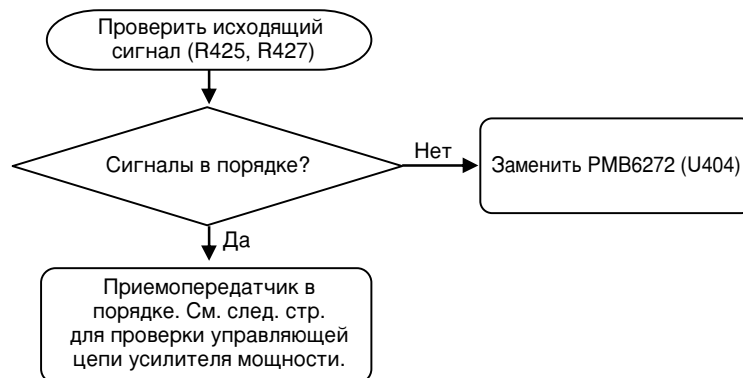 Проверить исходящий
сигнал (R425, R427)
Сигналы в порядке?
Нет
Заменить PMB6272 (U404)
Да
Приемопередатчик в
порядке. См. след. стр.
для проверки управляющей
цепи усилителя мощности.